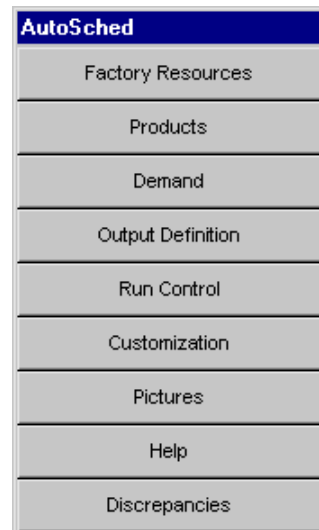 AutoSched
Factory Resources
Products
Demand
Output Definition
Run Control
Customization
Pictures
Help
Discrepancies